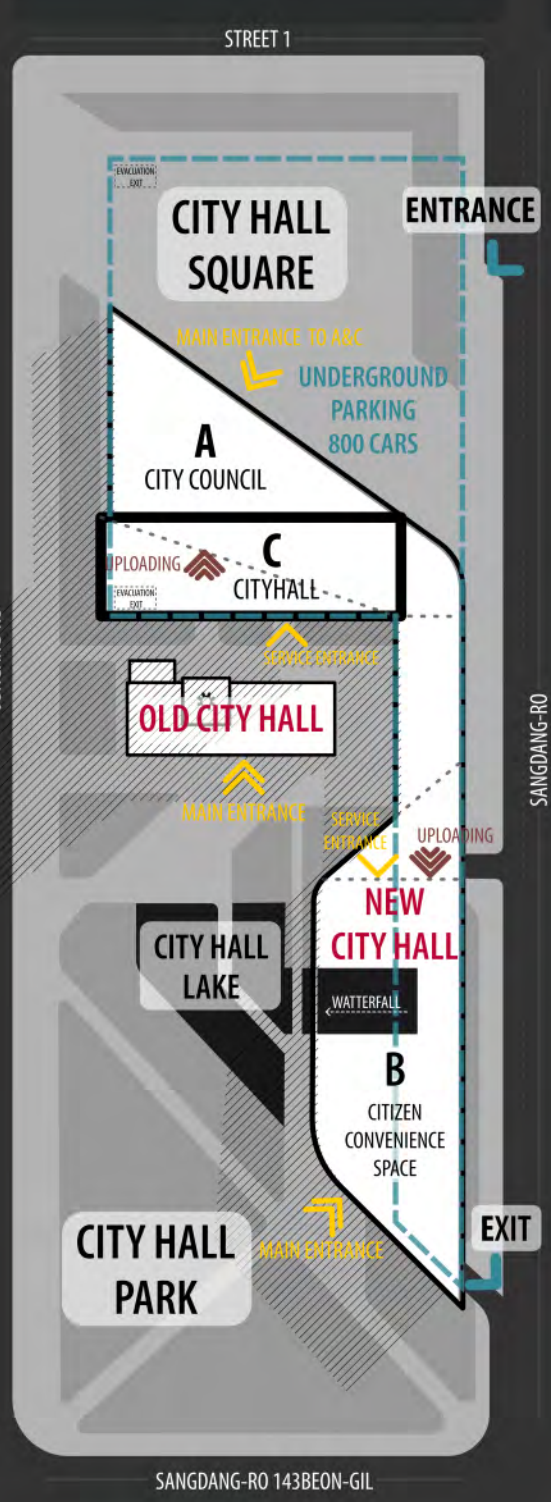 STREET 1
EVACUATION
EXIT
CITY HALL
SQUARE
ENTRANCE
MAIN ENTRANCE TO A&C
UNDERGROUND
PARKING
800 CARS
A
CITY COUNCIL
C
UPLOADING
CITYHALL
EVACUATION
EXIT
SERVICE ENTRANCE
OLD CITY HALL
SANGDANG-RO
MAIN ENTRANCE
SERVICE
ENTRANCE
UPLOADING
NEW
CITY HALL
CITY HALL
LAKE
WATTERFALL
B
CITIZEN
CONVENIENCE
SPACE
CITY HALL
PARK
MAIN ENTRANCE
EXIT
SANGDANG-RO 143BEON-GIL